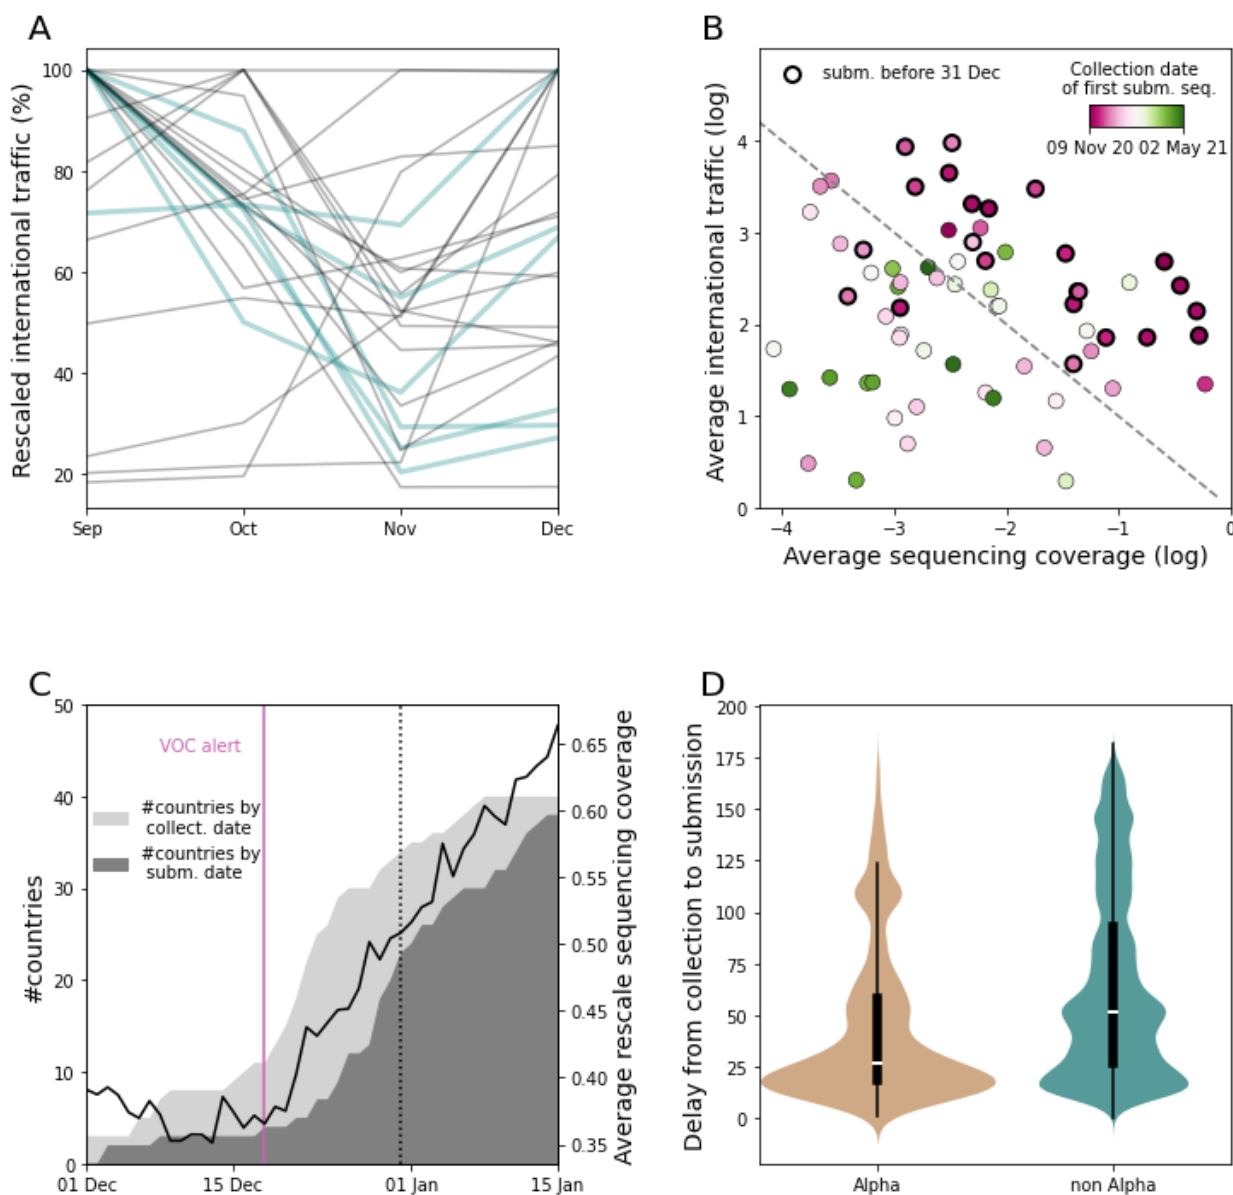 A
Rescaled international traffic (%)
100
80
60
40
20
Sep
Oct
Nov
Dec
B
Average international traffic (log)
4
3
2
1
0
subm. before 31 Dec
Collection date
of first subm. seq.
09 Nov 20 02 May 21
−4
−3
−2
−1
0
Average sequencing coverage (log)
C
#countries
50
40
30
20
10
0
VOC alert
#countries by
collect. date
#countries by
subm. date
01 Dec
15 Dec
01 Jan
15 Jan
0.65
0.60
0.55
0.50
0.45
0.40
0.35
Average rescale sequencing coverage
D
Delay from collection to submission
200
175
150
125
100
75
50
25
0
Alpha
non Alpha